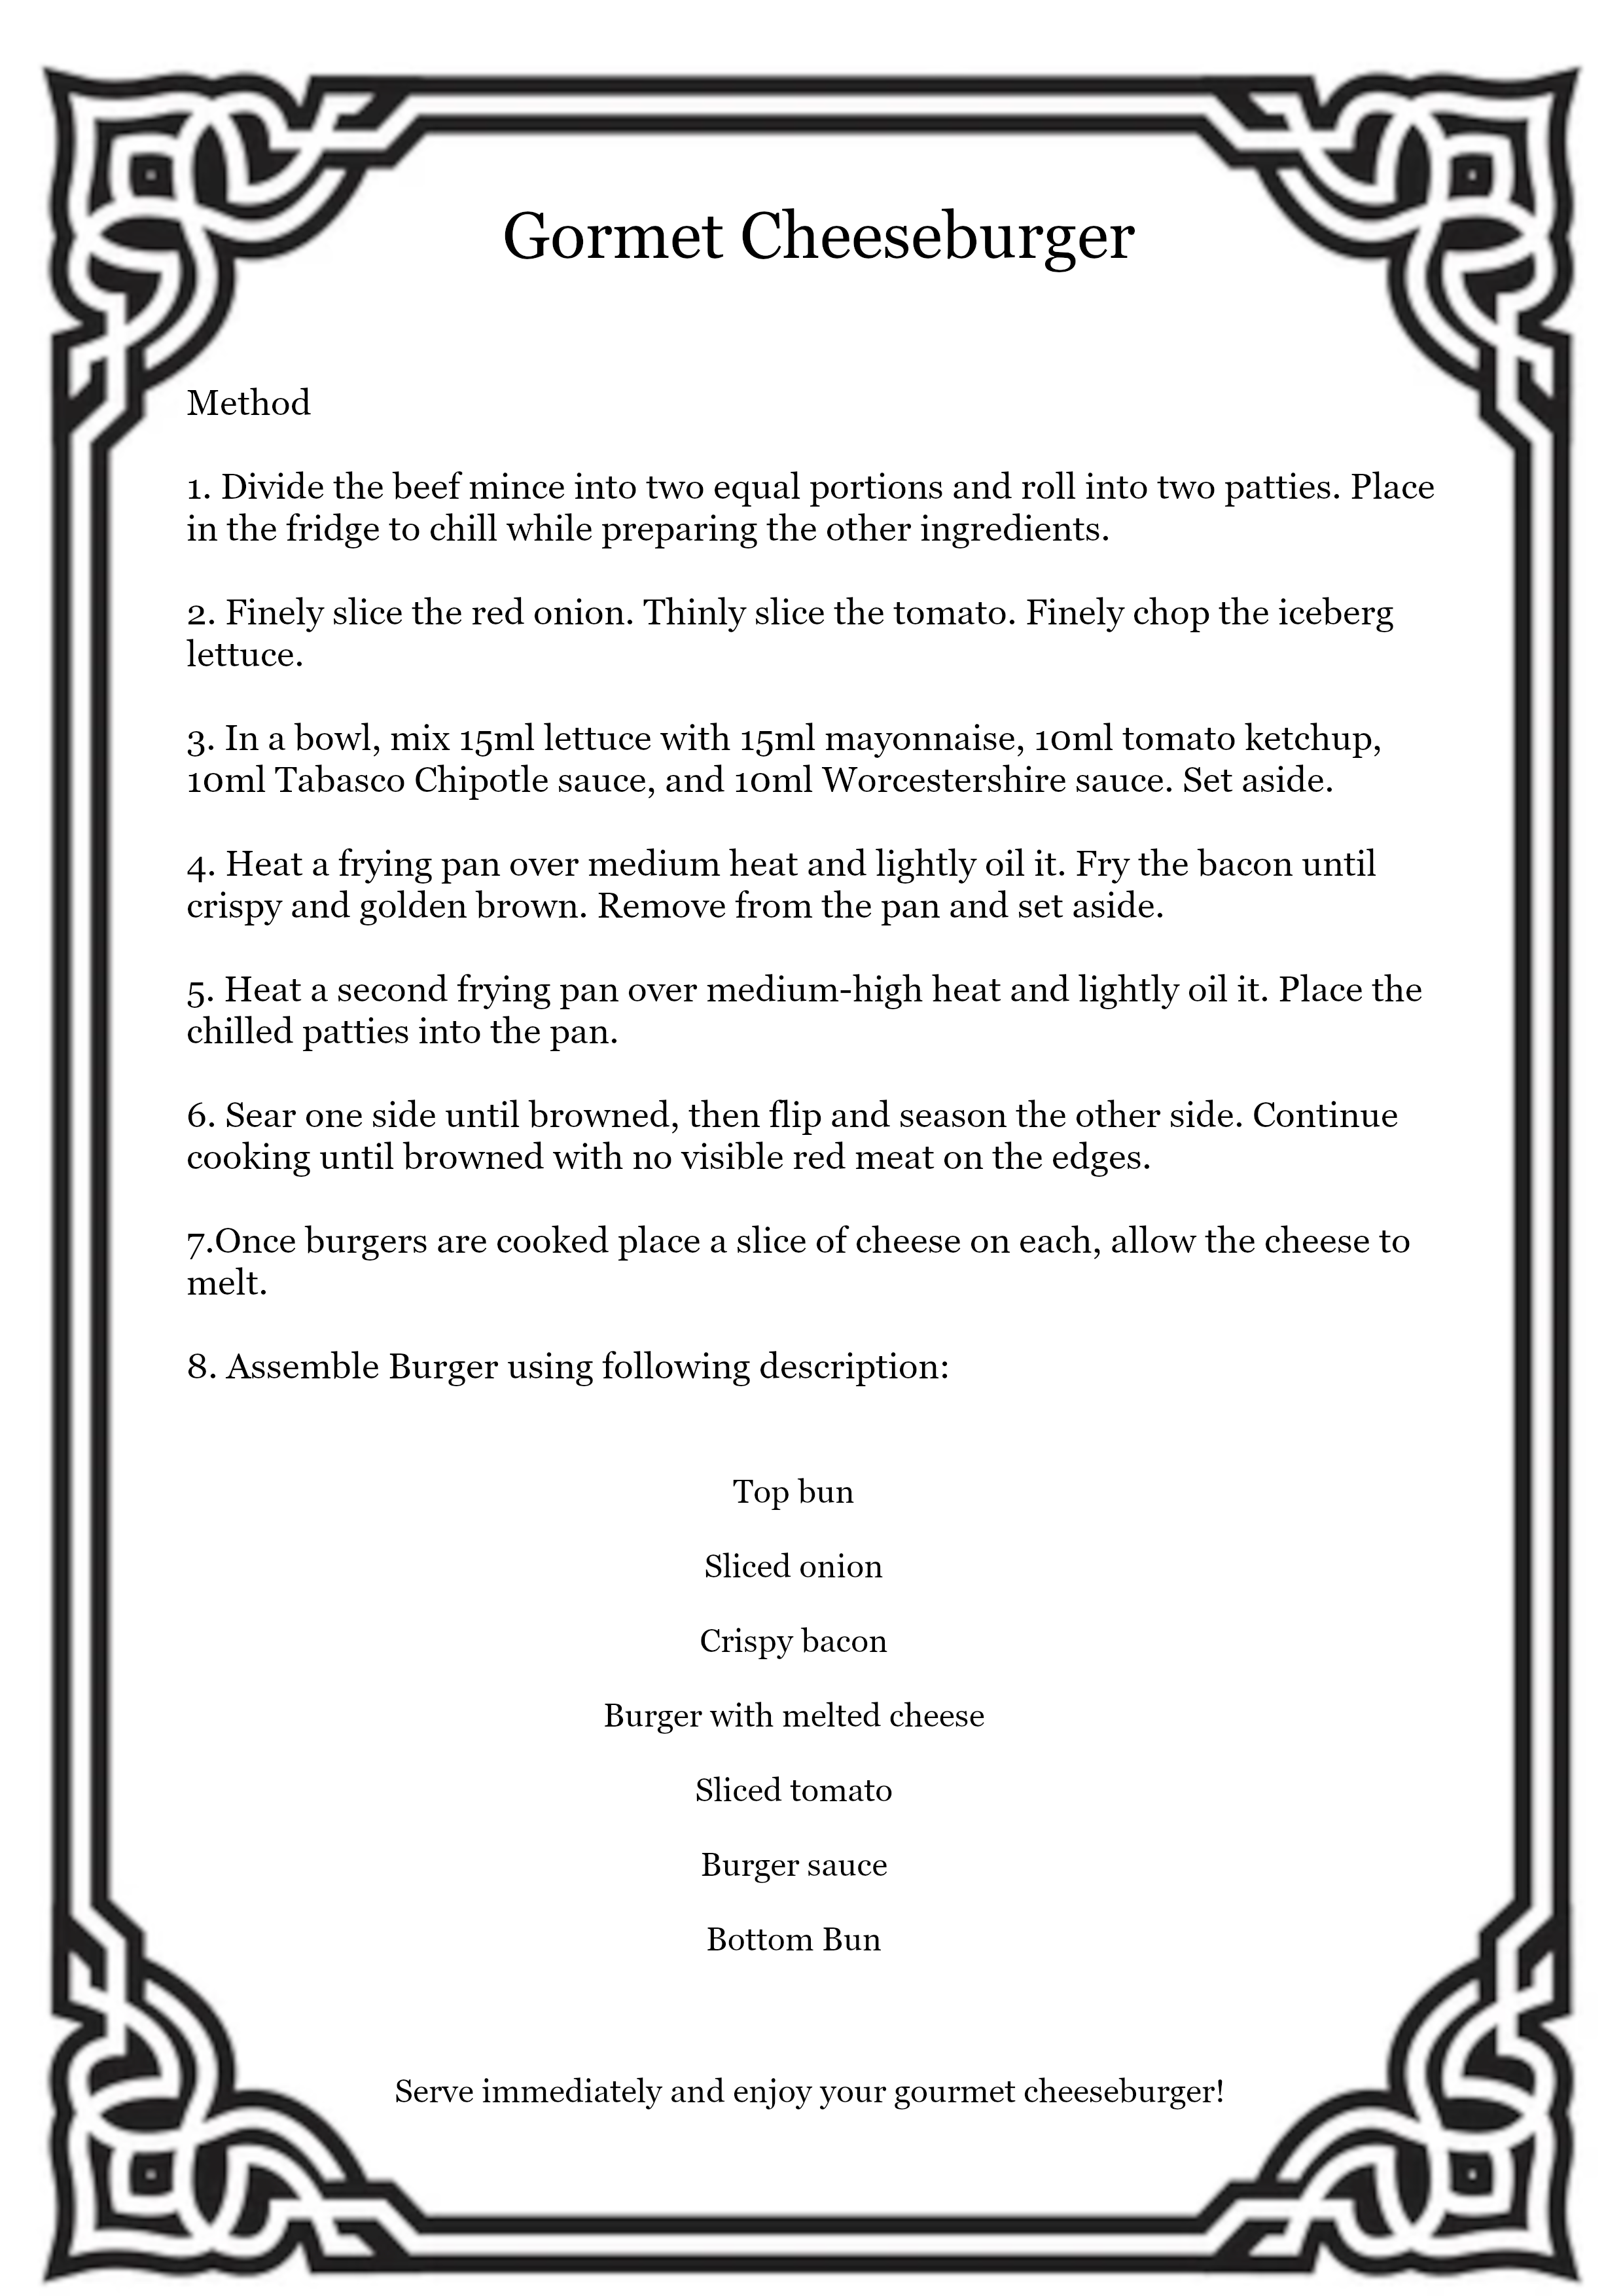 Gormet Cheeseburger
Method
1. Divide the beef mince into two equal portions and roll into two patties. Place
in the fridge to chill while preparing the other ingredients.
2. Finely slice the red onion. Thinly slice the tomato. Finely chop the iceberg
lettuce.
3. In a bowl, mix 15ml lettuce with 15ml mayonnaise, 10ml tomato ketchup,
10ml Tabasco Chipotle sauce, and 10ml Worcestershire sauce. Set aside.
4. Heat a frying pan over medium heat and lightly oil it. Fry the bacon until
crispy and golden brown. Remove from the pan and set aside.
5. Heat a second frying pan over medium-high heat and lightly oil it. Place the
chilled patties into the pan.
6. Sear one side until browned, then flip and season the other side. Continue
cooking until browned with no visible red meat on the edges.
7.Once burgers are cooked place a slice of cheese on each, allow the cheese to
melt.
8. Assemble Burger using following description:
Top bun
Sliced onion
Crispy bacon
Burger with melted cheese
Sliced tomato
Burger sauce
Bottom Bun
Serve immediately and enjoy your gourmet cheeseburger!